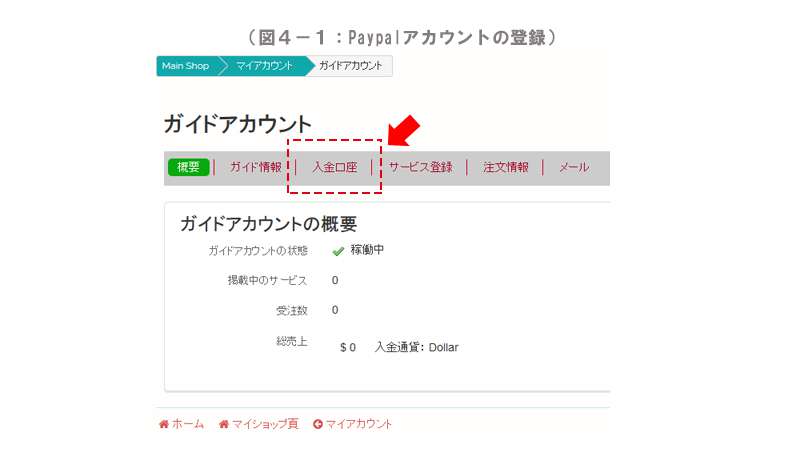 （図４－１：Paypalアカウントの登録）
Main Shop マイアカウント ガイドアカウント
ガイドアカウント
概要 ガイド情報 入金口座 サービス登録 注文情報 メール
ガイドアカウントの概要
ガイドアカウントの状態 稼働中
掲載中のサービス 0
受注数 0
総売上 $ 0 入金通貨: Dollar
ホーム マイショップ頁 マイアカウント